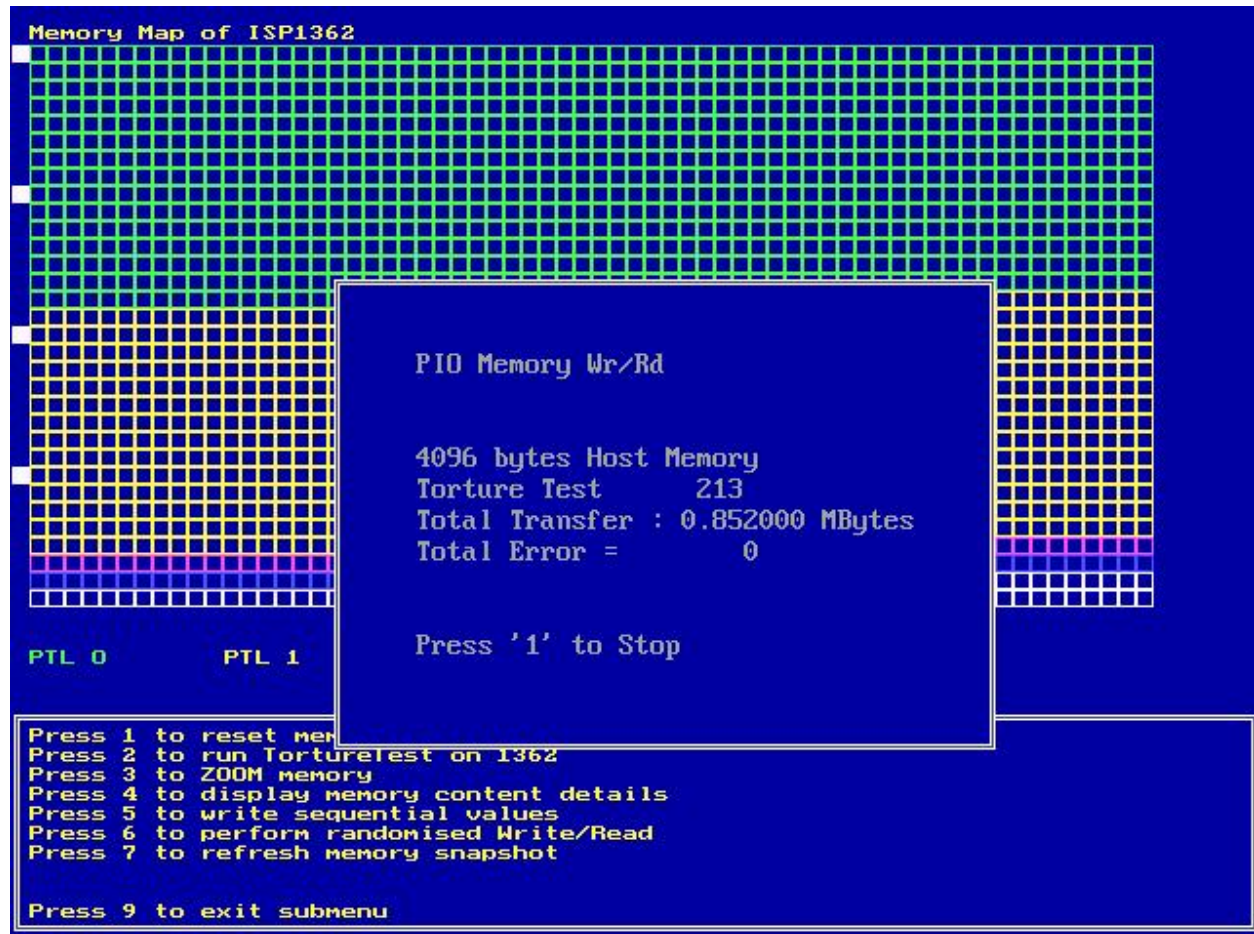 Memory Map of ISP1362
PIO Memory Wr/Rd
4096 bytes Host Memory
Torture Test 213
Total Transfer : 0.852000 MBytes
Total Error = 0
Press '1' to Stop
PTL 0 PTL 1
Press 1 to reset
Press 2 to run TortureTest on 1362
Press 3 to ZOOM memory
Press 4 to display memory content details
Press 5 to write sequential values
Press 6 to perform randomised Write/Read
Press 7 to refresh memory snapshot
Press 9 to exit submenu